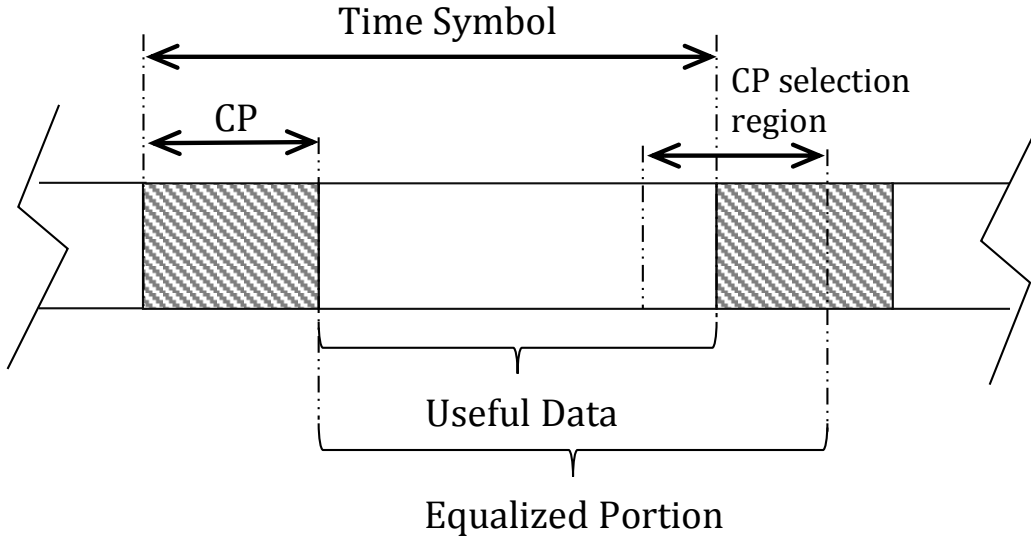 Time Symbol
CP selection
region
CP
Useful Data
Equalized Portion